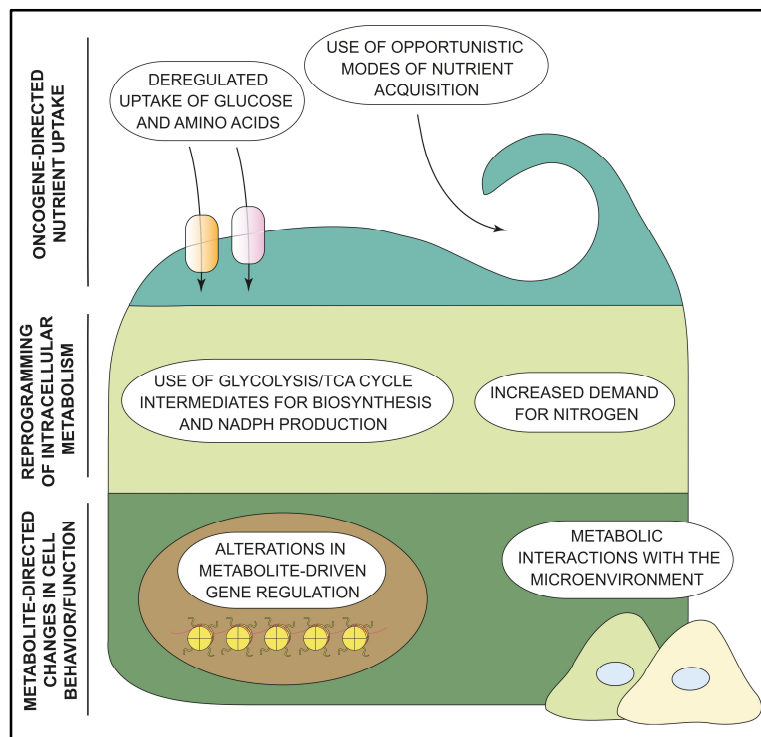 ONCOGENE-DIRECTED
NUTRIENT UPTAKE
DEREGULATED
UPTAKE OF GLUCOSE
AND AMINO ACIDS
USE OF OPPORTUNISTIC
MODES OF NUTRIENT
ACQUISITION
REPROGRAMMING
OF INTRACELLULAR
METABOLISM
USE OF GLYCOLYSIS/TCA CYCLE
INTERMEDIATES FOR BIOSYNTHESIS
AND NADPH PRODUCTION
INCREASED DEMAND
FOR NITROGEN
METABOLITE-DIRECTED
CHANGES IN CELL
BEHAVIOR/FUNCTION
ALTERATIONS IN
METABOLITE-DRIVEN
GENE REGULATION
METABOLIC
INTERACTIONS WITH THE
MICROENVIRONMENT